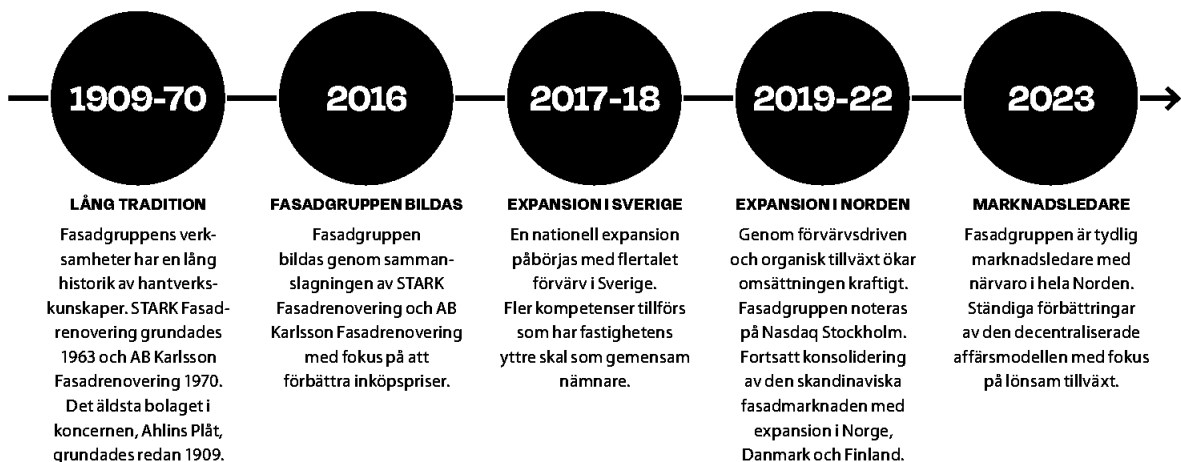 1909-70
2016
2017-18
2019-22
2023
LÅNG TRADITION
Fasadgruppens verk-
samheter har en lång
historik av hantverks-
kunskaper. STARK Fasad-
renovering grundades
1963 och AB Karlsson
Fasadrenovering 1970.
Det äldsta bolaget i
koncernen, Ahlins Plåt,
grundades redan 1909.
FASADGRUPPEN BILDAS
Fasadgruppen
bildas genom samman-
slagningen av STARK
Fasadrenovering och AB
Karlsson Fasadrenovering
med fokus på att
förbättra inköpspriser.
EXPANSION I SVERIGE
En nationell expansion
påbörjas med flertalet
förvärv i Sverige.
Fler kompetenser tillförs
som har fastighetens
yttre skal som gemensam
nämnare.
EXPANSION I NORDEN
Genom förvärvsdriven
och organisk tillväxt ökar
omsättningen kraftigt.
Fasadgruppen noteras
på Nasdaq Stockholm.
Fortsatt konsolidering
av den skandinaviska
fasadmarknaden med
expansion i Norge,
Danmark och Finland.
MARKNADSLEDARE
Fasadgruppen är tydlig
marknadsledare med
närvaro i hela Norden.
Ständiga förbättringar
av den decentraliserade
affärsmodellen med fokus
på lönsam tillväxt.